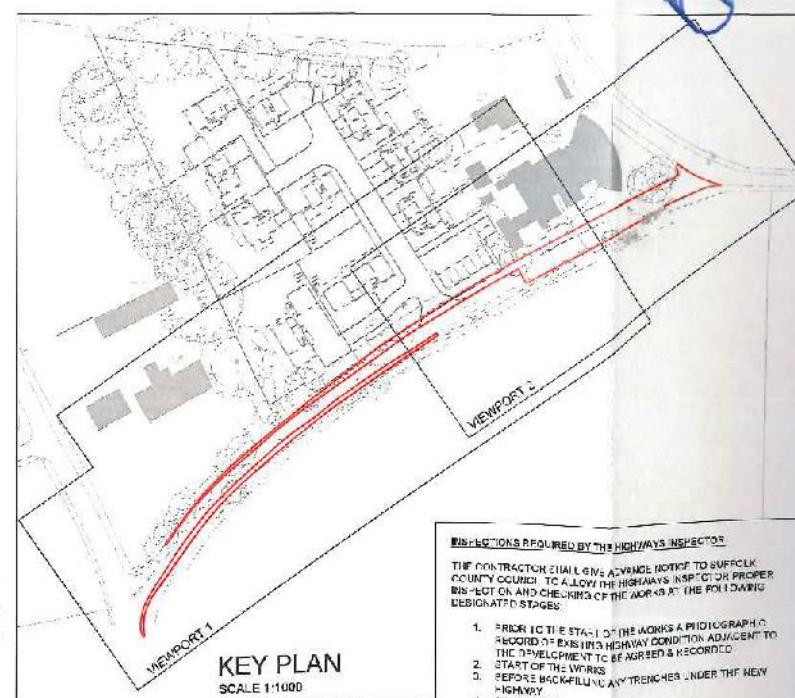 VIEWPORT 2
VIEWPORT 1
KEY PLAN
SCALE 1:1000
INSPECTIONS REQUIRED BY THE HIGHWAYS INSPECTOR
THE CONTRACTOR SHALL GIVE ADVANCE NOTICE TO SUFFOLK
COUNTY COUNCIL TO ALLOW THE HIGHWAYS INSPECTOR PROPER
INSPECTION AND CHECKING OF THE WORKS AT THE FOLLOWING
DESIGNATED STAGES:
1. PRIOR TO THE START OF THE WORKS A PHOTOGRAPHIC
RECORD OF EXISTING HIGHWAY CONDITION ADJACENT TO
THE DEVELOPMENT TO BE AGREED & RECORDED
2. START OF THE WORKS
3. BEFORE BACK-FILLING ANY TRENCHES UNDER THE NEW
HIGHWAY